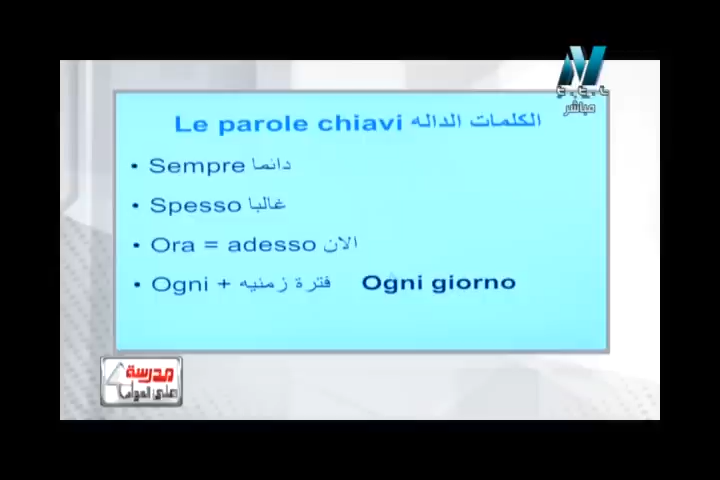 مباشر
Le parole chiavi الكلمات الداله
• Sempre دائما
• Spesso غالبا
• Ora = adesso الان
• Ogni + فترة زمنيه Ogni giorno
مدرسة
على الهواء